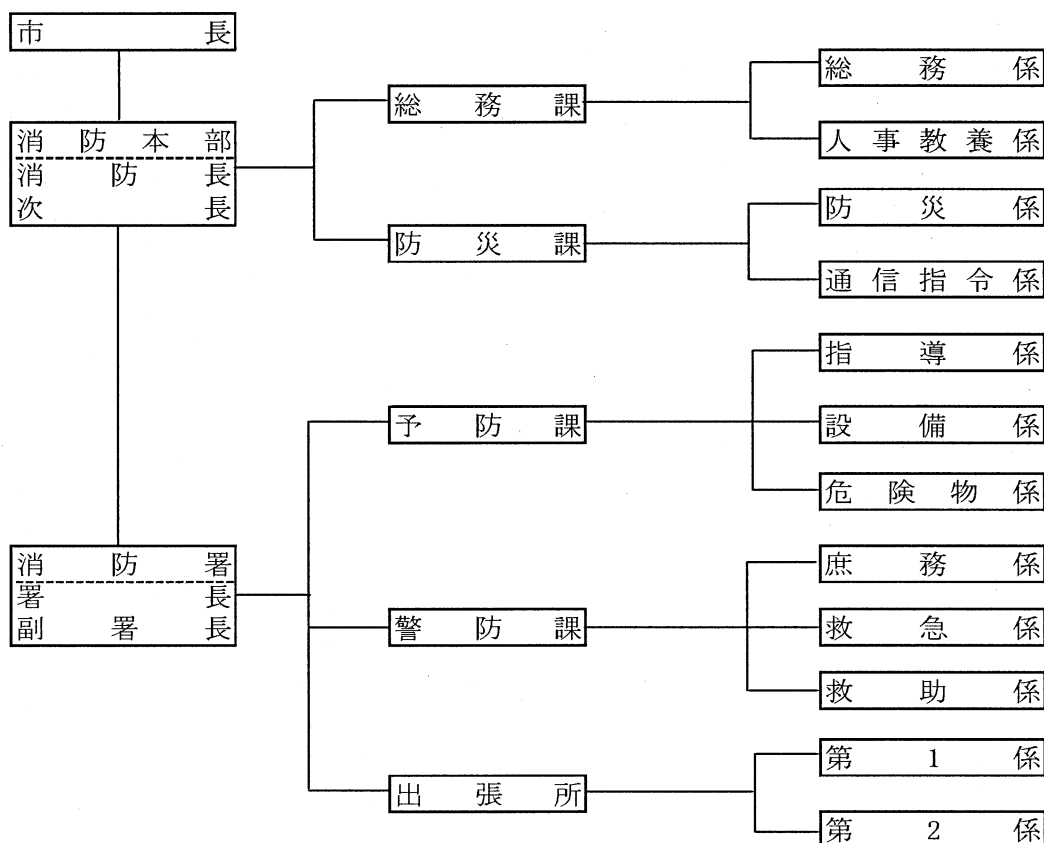 市長
消防本部
消防長
次長
総務課
総務係
人事教養係
防災課
防災係
通信指令係
消防署
署長
副署長
予防課
指導係
設備係
危険物係
警防課
庶務係
救急係
救助係
出張所
第1係
第2係